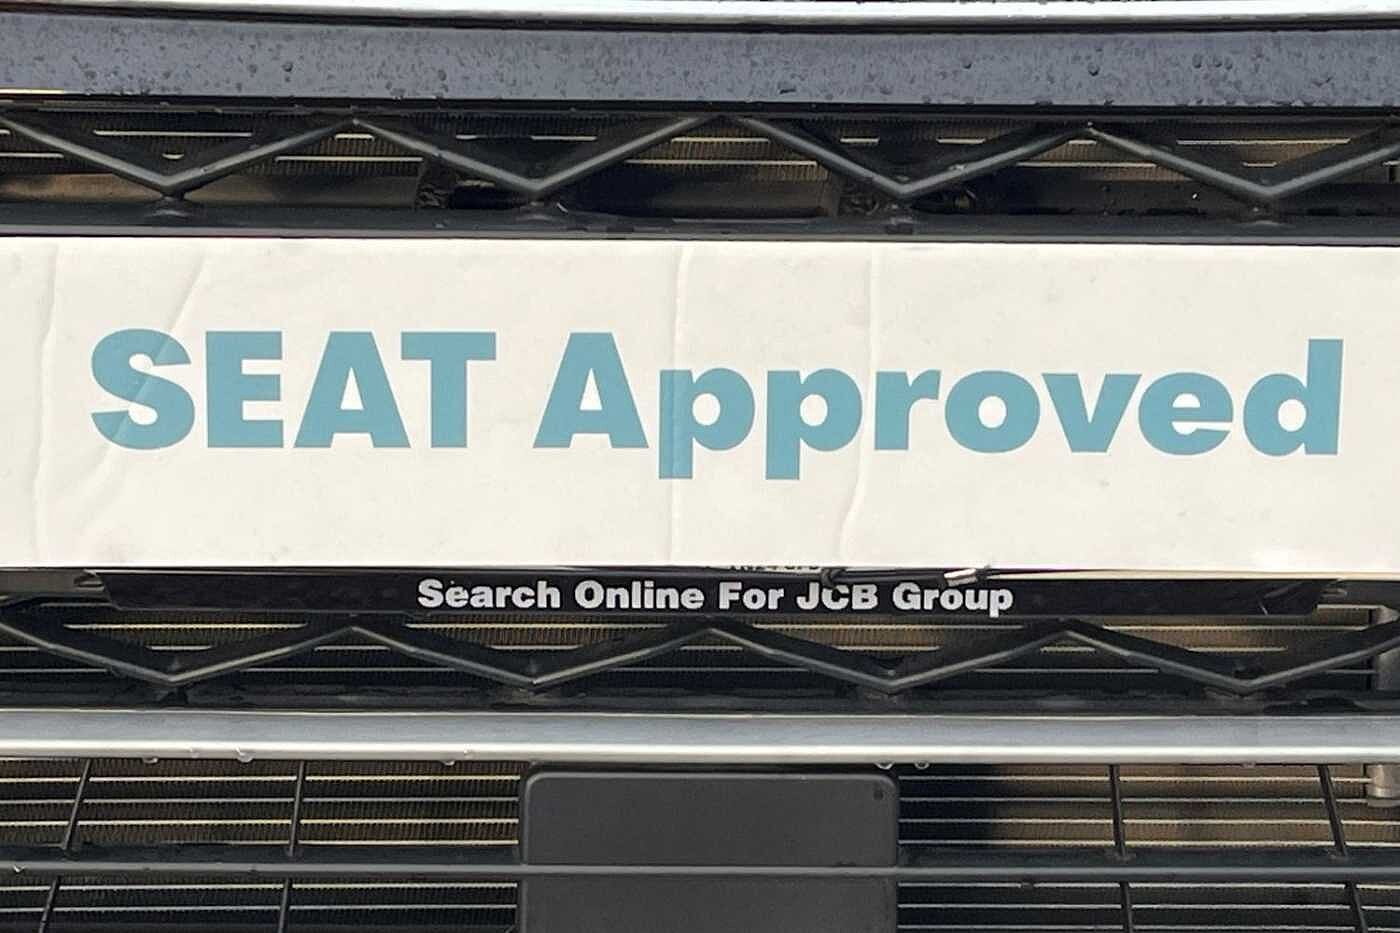 SEAT Approved
Search Online For JCB Group